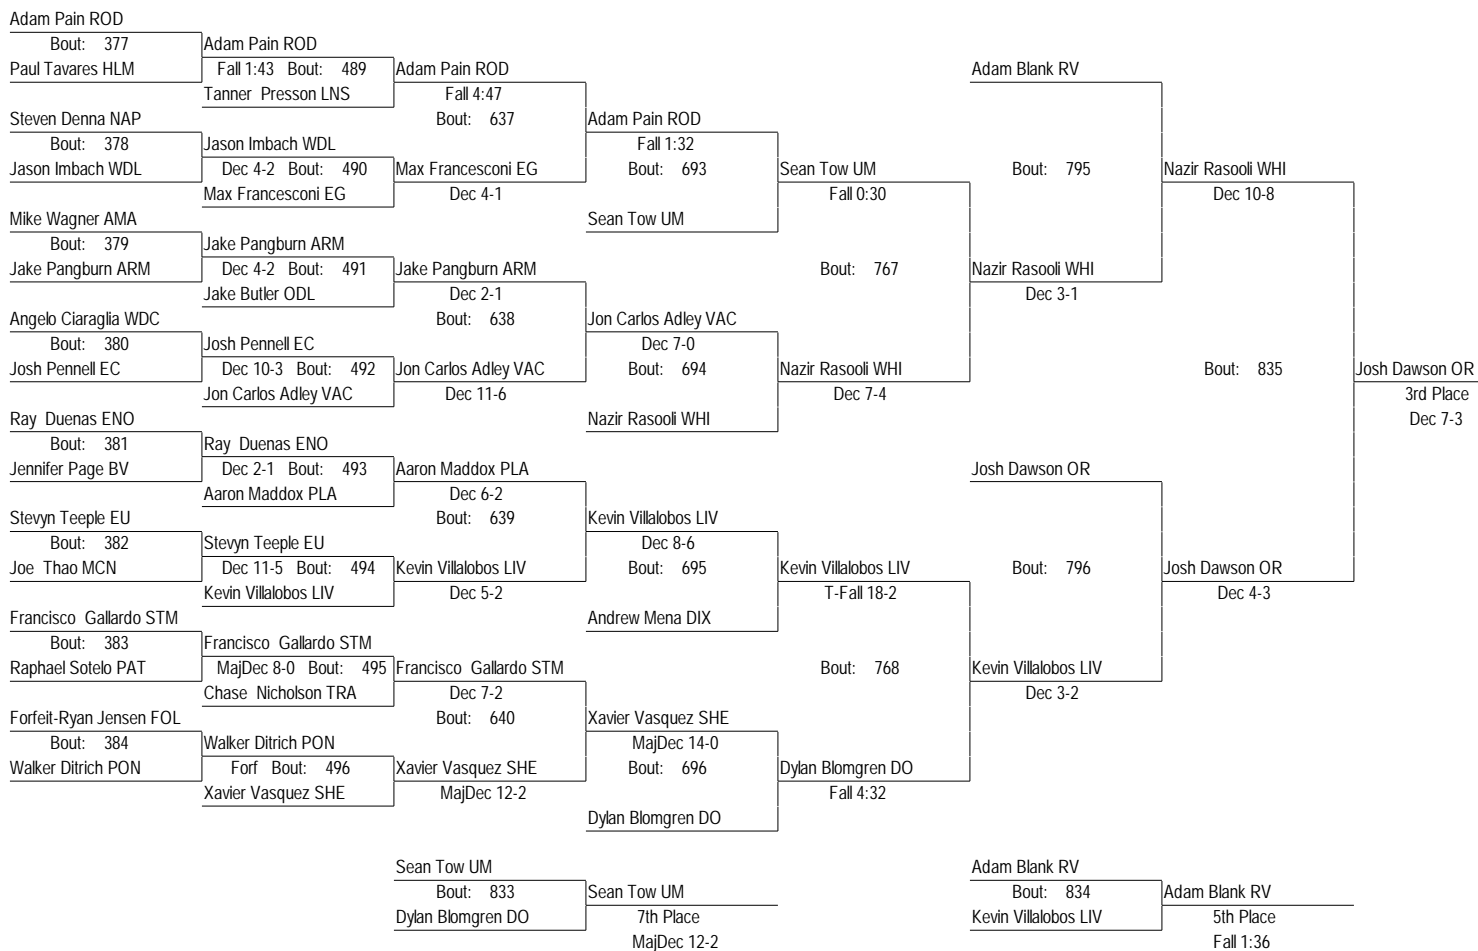 Adam Pain ROD
Bout: 377 Adam Pain ROD
Paul Tavares HLM Fall 1:43 Bout: 489 Adam Pain ROD Adam Blank RV
Tanner Presson LNS Fall 4:47
Steven Denna NAP Bout: 637 Adam Pain ROD
Bout: 378 Jason Imbach WDL Fall 1:32
Jason Imbach WDL Dec 4-2 Bout: 490 Max Francesconi EG Bout: 693 Sean Tow UM Bout: 795 Nazir Rasooli WHI
Max Francesconi EG Dec 4-1 Fall 0:30 Dec 10-8
Mike Wagner AMA Sean Tow UM
Bout: 379 Jake Pangburn ARM
Jake Pangburn ARM Dec 4-2 Bout: 491 Jake Pangburn ARM Bout: 767 Nazir Rasooli WHI
Jake Butler ODL Dec 2-1 Dec 3-1
Angelo Ciaraglia WDC Bout: 638 Jon Carlos Adley VAC
Bout: 380 Josh Pennell EC Dec 7-0
Josh Pennell EC Dec 10-3 Bout: 492 Jon Carlos Adley VAC Bout: 694 Nazir Rasooli WHI Bout: 835 Josh Dawson OR
Jon Carlos Adley VAC Dec 11-6 Dec 7-4 3rd Place
Ray Duenas ENO Nazir Rasooli WHI Dec 7-3
Bout: 381 Ray Duenas ENO
Jennifer Page BV Dec 2-1 Bout: 493 Aaron Maddox PLA Josh Dawson OR
Aaron Maddox PLA Dec 6-2
Stevyn Teeple EU Bout: 639 Kevin Villalobos LIV
Bout: 382 Stevyn Teeple EU Dec 8-6
Joe Thao MCN Dec 11-5 Bout: 494 Kevin Villalobos LIV Bout: 695 Kevin Villalobos LIV Bout: 796 Josh Dawson OR
Kevin Villalobos LIV Dec 5-2 T-Fall 18-2 Dec 4-3
Francisco Gallardo STM Andrew Mena DIX
Bout: 383 Francisco Gallardo STM
Raphael Sotelo PAT MajDec 8-0 Bout: 495 Francisco Gallardo STM Bout: 768 Kevin Villalobos LIV
Chase Nicholson TRA Dec 7-2 Dec 3-2
Forfeit-Ryan Jensen FOL Bout: 640 Xavier Vasquez SHE
Bout: 384 Walker Ditrich PON MajDec 14-0
Walker Ditrich PON Forf Bout: 496 Xavier Vasquez SHE Bout: 696 Dylan Blomgren DO
Xavier Vasquez SHE MajDec 12-2 Fall 4:32
Dylan Blomgren DO
Sean Tow UM Adam Blank RV
Bout: 833 Sean Tow UM Bout: 834 Adam Blank RV
Dylan Blomgren DO 7th Place Kevin Villalobos LIV 5th Place
MajDec 12-2 Fall 1:36